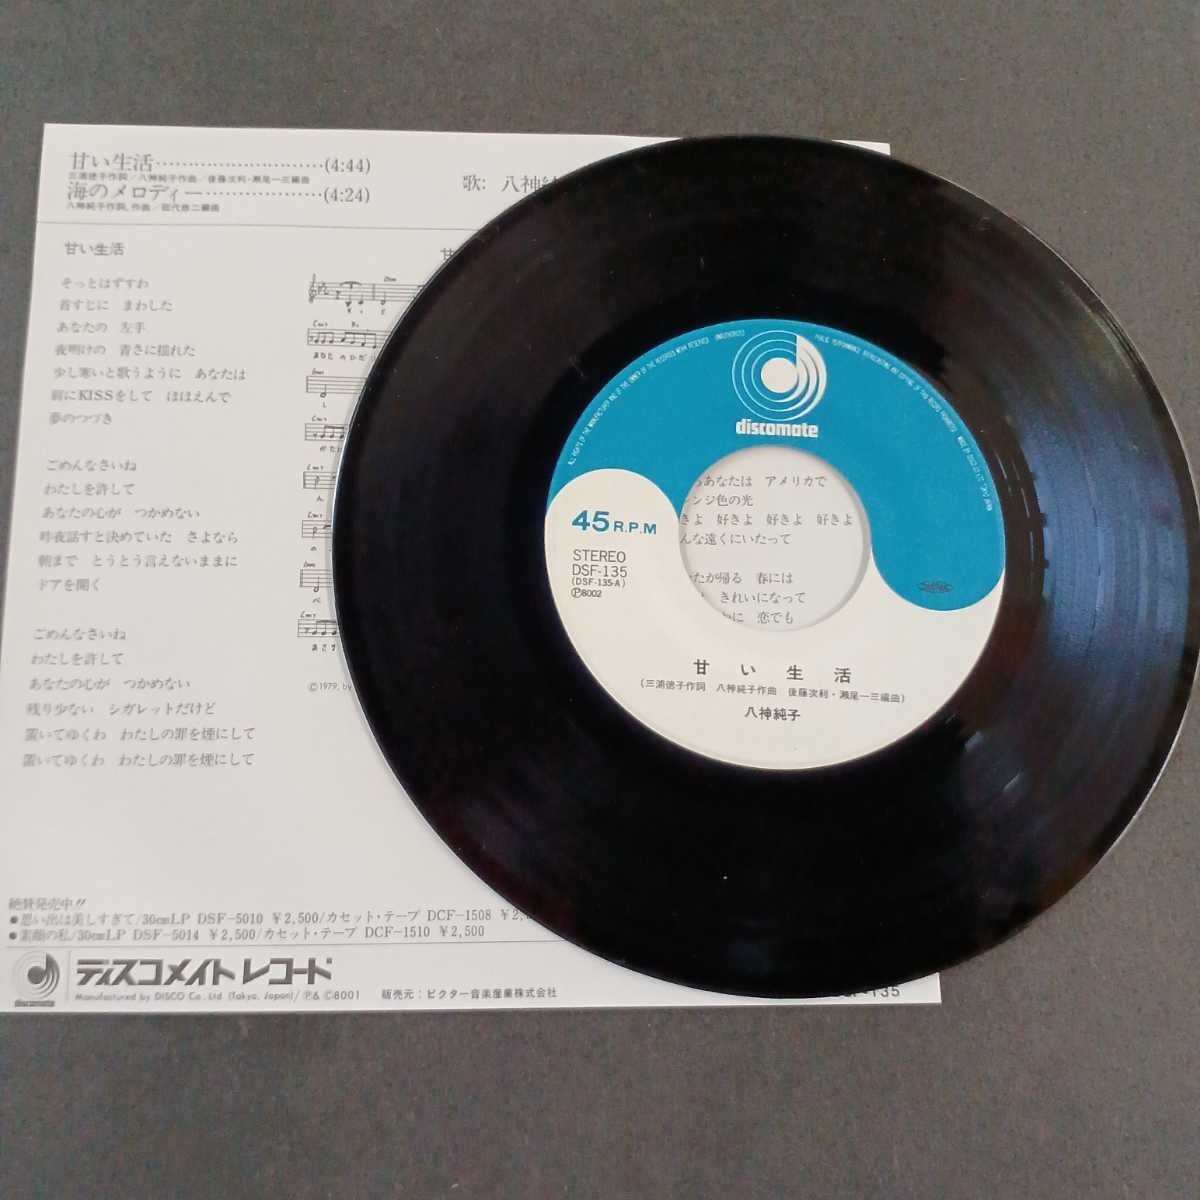 甘い生活…………………………(4:44)
三浦徳子作詞／八神純子作曲／後藤次利・瀬尾一三編曲
海のメロディー………………(4:24)
八神純子作詞、作曲／編曲
歌: 八神
甘い生活
そっとはずすわ
首すじに まわした
あなたの 左手
夜明けの 青さに揺れた
少し寒いと歌うように あなたは
肩にKISSをして ほほえんで
夢のつづき
ごめんなさいね
わたしを許して
あなたの心が つかめない
昨夜話すと決めていた さよなら
朝まで とうとう言えないままに
ドアを開く
ごめんなさいね
わたしを許して
あなたの心が つかめない
残り少ない シガレットだけど
置いてゆくわ わたしの罪を煙にして
置いてゆくわ わたしの罪を煙にして
甘
あなたのひだり
あさま
©1979, by
絶賛発売中!!
●思い出は美しすぎて/30cmLP DSF-5010 ￥2,500/カセット・テープ DCF-1508 ￥2,
●素顔の私/30cmLP DSF-5014 ￥2,500/カセット・テープ DCF-1510 ￥2,500
discomate
ディスコメイトレコード
Manufactured by DISCO Co. Ltd. (Tokyo, Japan)/℗& ©8001 販売元：ビクター音楽産業株式会社
-135
discomate
45 R.P.M
STEREO
DSF-135
(DSF-135-A)
℗8002
あなたは アメリカで
ンジ色の光
きよ 好きよ 好きよ 好きよ
んな遠くにいたって
たが帰る 春には
きれいになって
に 恋でも
甘い生活
(三浦徳子作詞 八神純子作曲 後藤次利・瀬尾一三編曲)
八神純子